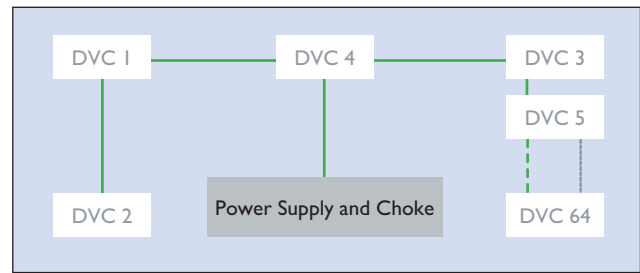 DVC 1
DVC 4
DVC 3
DVC 5
DVC 2
Power Supply and Choke
DVC 64